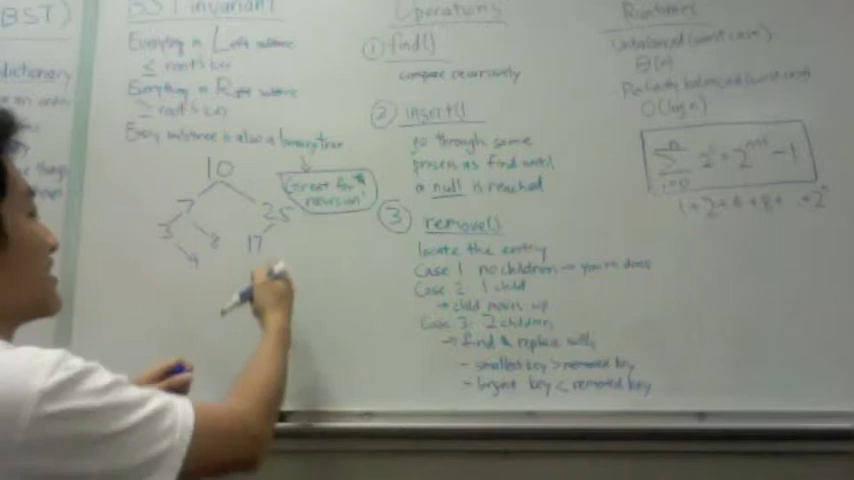 (BST)
dictionary
BST invariant
Everything in Left subtree
≤ root's key
Everything in Right subtree
≥ root's key
Every subtree is also a binary tree
Great for
recursion!
10
7
25
3
8
17
4
Operations
① find()
compare recursively
② insert()
go through same
process as find until
a null is reached
③ remove()
locate the entry
Case 1 no children → you're done
Case 2: 1 child
→ child moves up
Case 3: 2 children
→ find & replace with
- smallest key > removed key
- largest key < removed key
Runtimes
Unbalanced (worst case)
Θ(n)
Perfectly balanced (worst case)
O(log n)
n
∑ 2^i = 2^(n+1) - 1
i=0
1+2+4+8+ +2^n